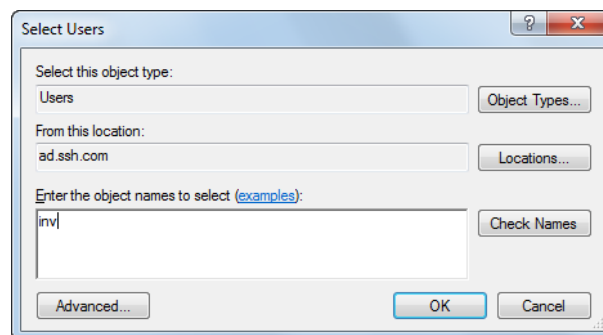 Select Users
Select this object type:
Users
Object Types...
From this location:
ad.ssh.com
Locations...
Enter the object names to select (examples):
inv
Check Names
Advanced...
OK
Cancel